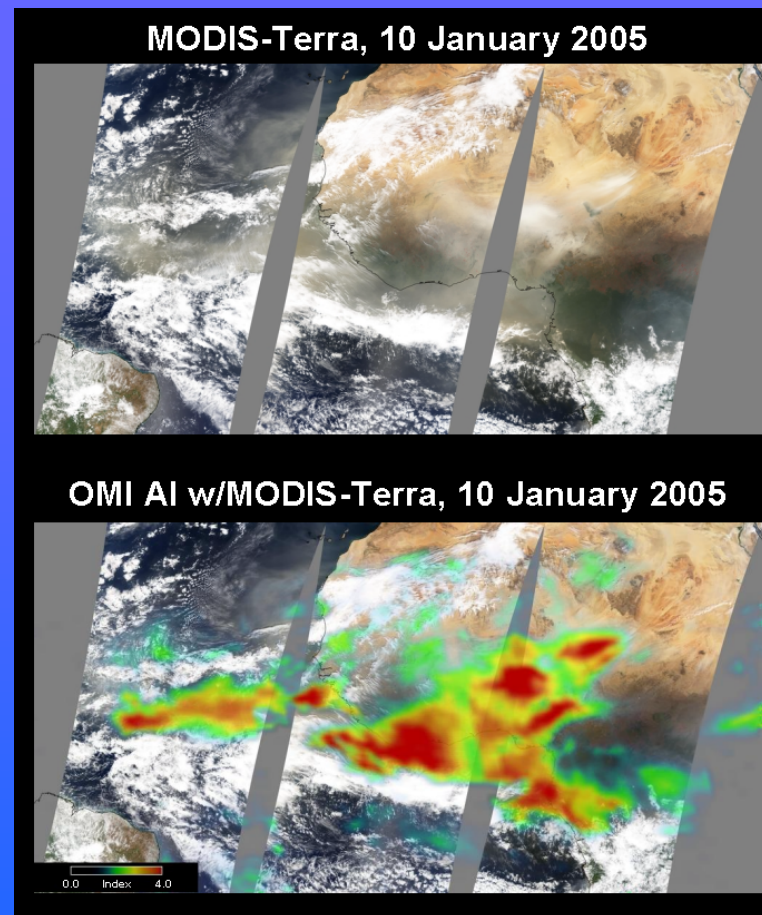 MODIS-Terra, 10 January 2005
OMI AI w/MODIS-Terra, 10 January 2005
0.0 Index 4.0